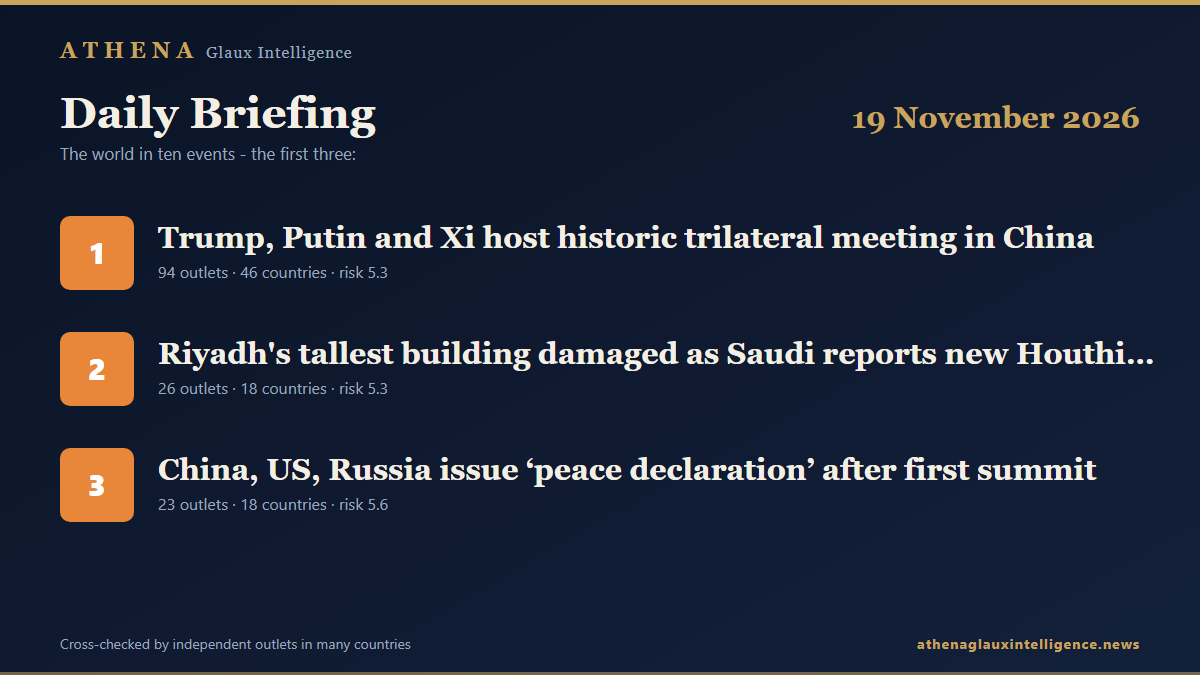 ATHENA Glaux Intelligence
Daily Briefing
19 November 2026
The world in ten events - the first three:
1
Trump, Putin and Xi host historic trilateral meeting in China
94 outlets · 46 countries · risk 5.3
2
Riyadh's tallest building damaged as Saudi reports new Houthi...
26 outlets · 18 countries · risk 5.3
3
China, US, Russia issue ‘peace declaration’ after first summit
23 outlets · 18 countries · risk 5.6
Cross-checked by independent outlets in many countries
athenaglauxintelligence.news